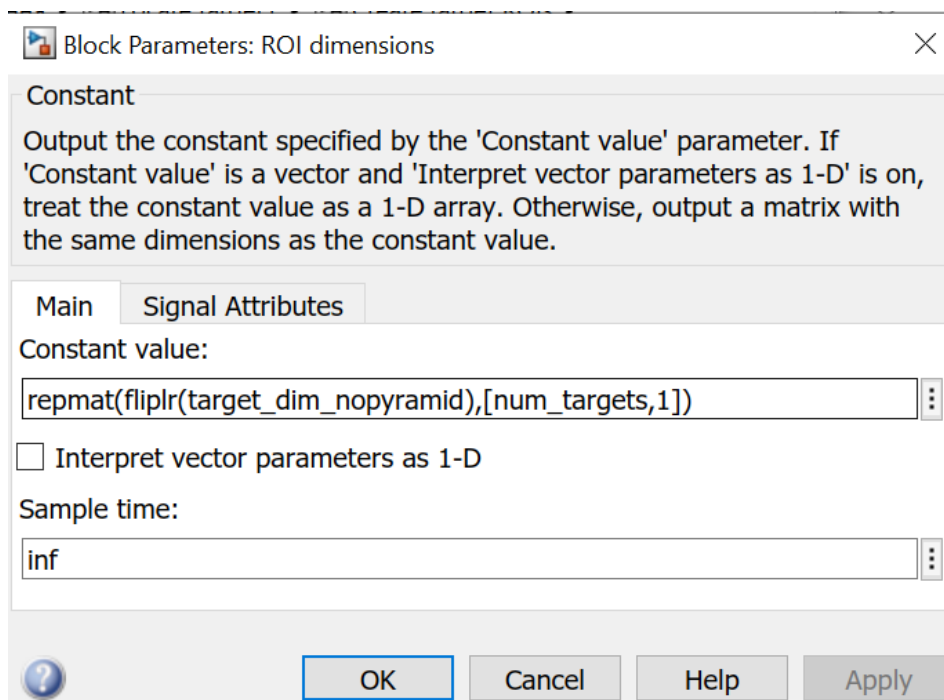 Block Parameters: ROI dimensions
Constant
Output the constant specified by the 'Constant value' parameter. If
'Constant value' is a vector and 'Interpret vector parameters as 1-D' is on,
treat the constant value as a 1-D array. Otherwise, output a matrix with
the same dimensions as the constant value.
Main Signal Attributes
Constant value:
repmat(fliplr(target_dim_nopyramid),[num_targets,1])
Interpret vector parameters as 1-D
Sample time:
inf
? OK Cancel Help Apply